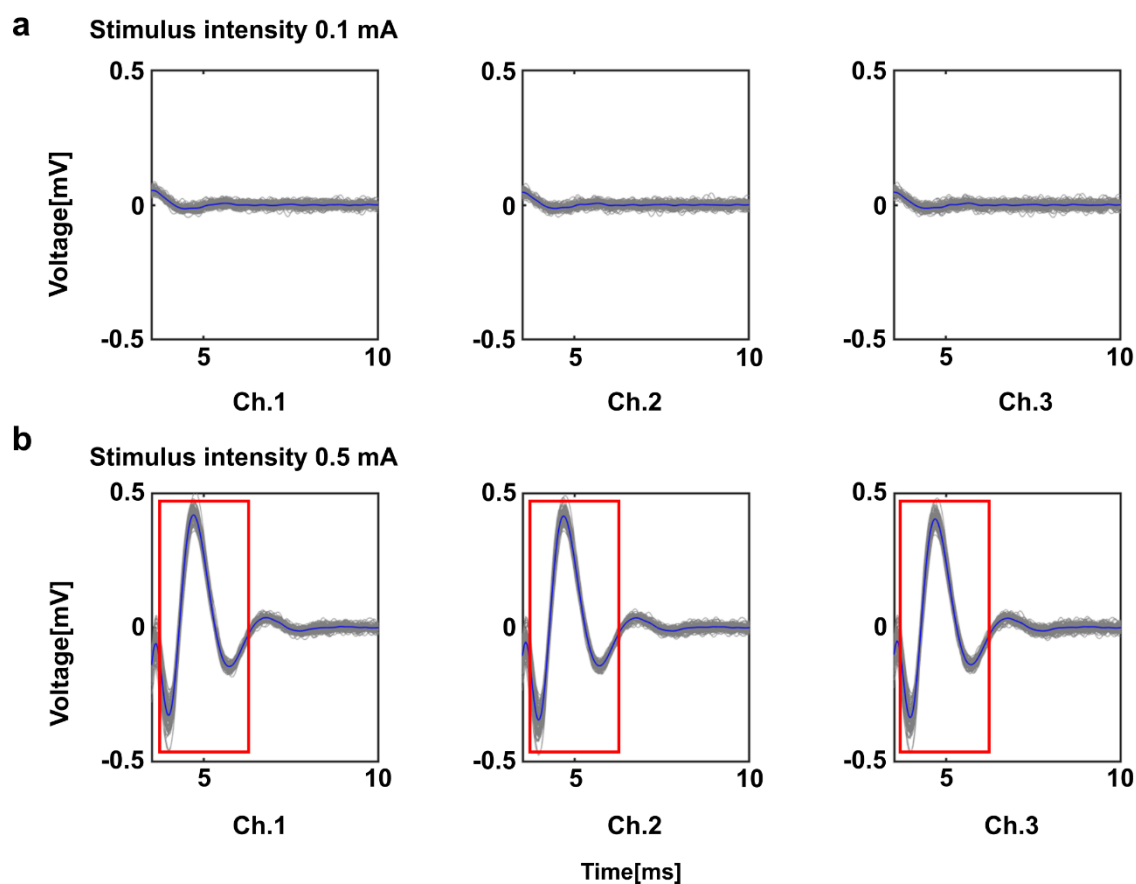 a
Stimulus intensity 0.1 mA
0.5 0.5 0.5
Voltage[mV]
0 0 0
-0.5 -0.5 -0.5
5 10 5 10 5 10
Ch.1 Ch.2 Ch.3
b
Stimulus intensity 0.5 mA
0.5 0.5 0.5
Voltage[mV]
0 0 0
-0.5 -0.5 -0.5
5 10 5 10 5 10
Ch.1 Ch.2 Ch.3
Time[ms]